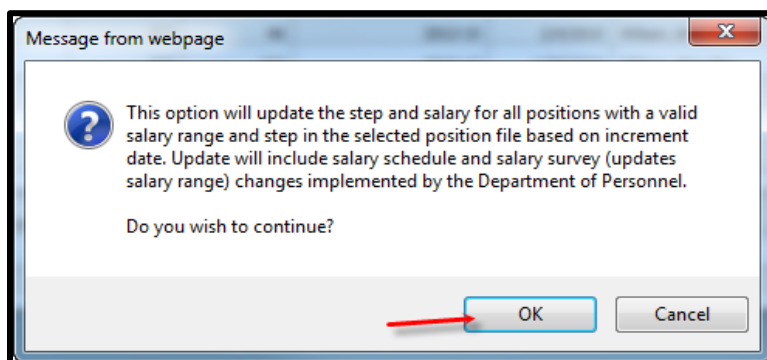 Message from webpage
This option will update the step and salary for all positions with a valid
salary range and step in the selected position file based on increment
date. Update will include salary schedule and salary survey (updates
salary range) changes implemented by the Department of Personnel.
Do you wish to continue?
OK
Cancel